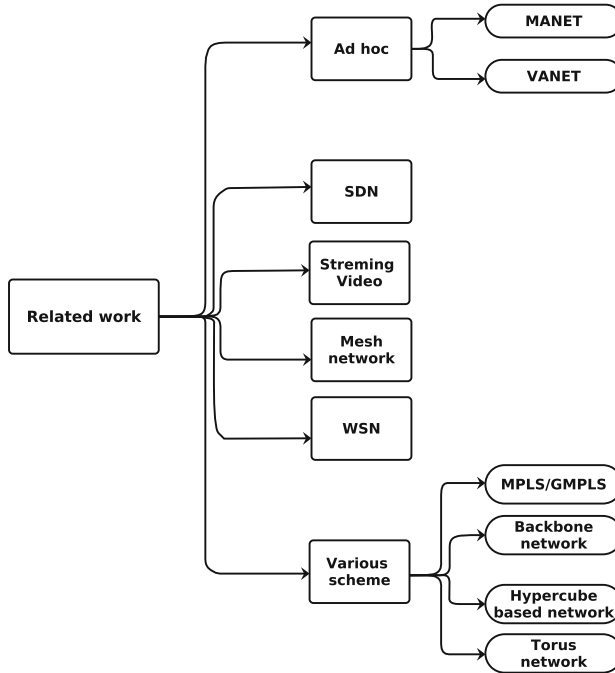 MANET
Ad hoc
VANET
SDN
Streming
Video
Related work
Mesh
network
WSN
MPLS/GMPLS
Backbone
network
Various
scheme
Hypercube
based network
Torus
network